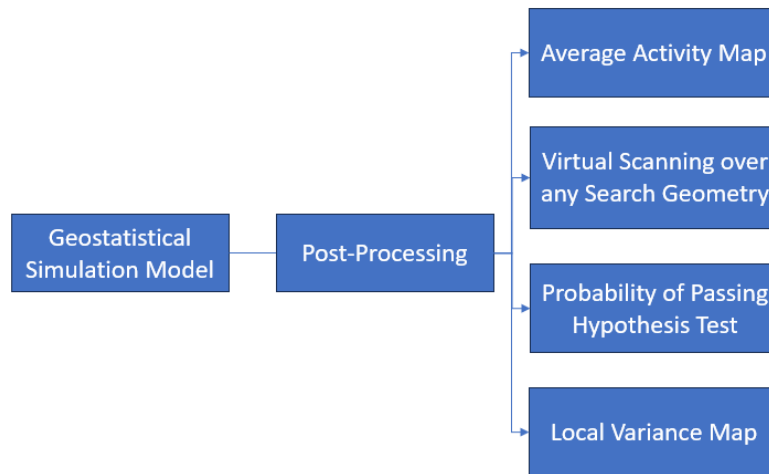 Geostatistical
Simulation Model
Post-Processing
Average Activity Map
Virtual Scanning over
any Search Geometry
Probability of Passing
Hypothesis Test
Local Variance Map